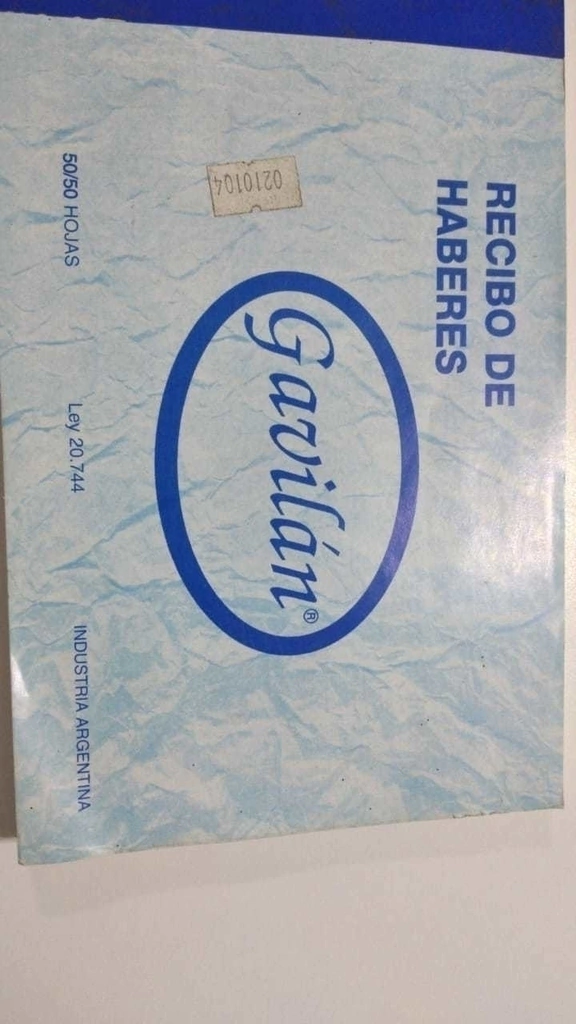 RECIBO DE
HABERES
Gavilán®
0210104
50/50 HOJAS
Ley 20.744
INDUSTRIA ARGENTINA